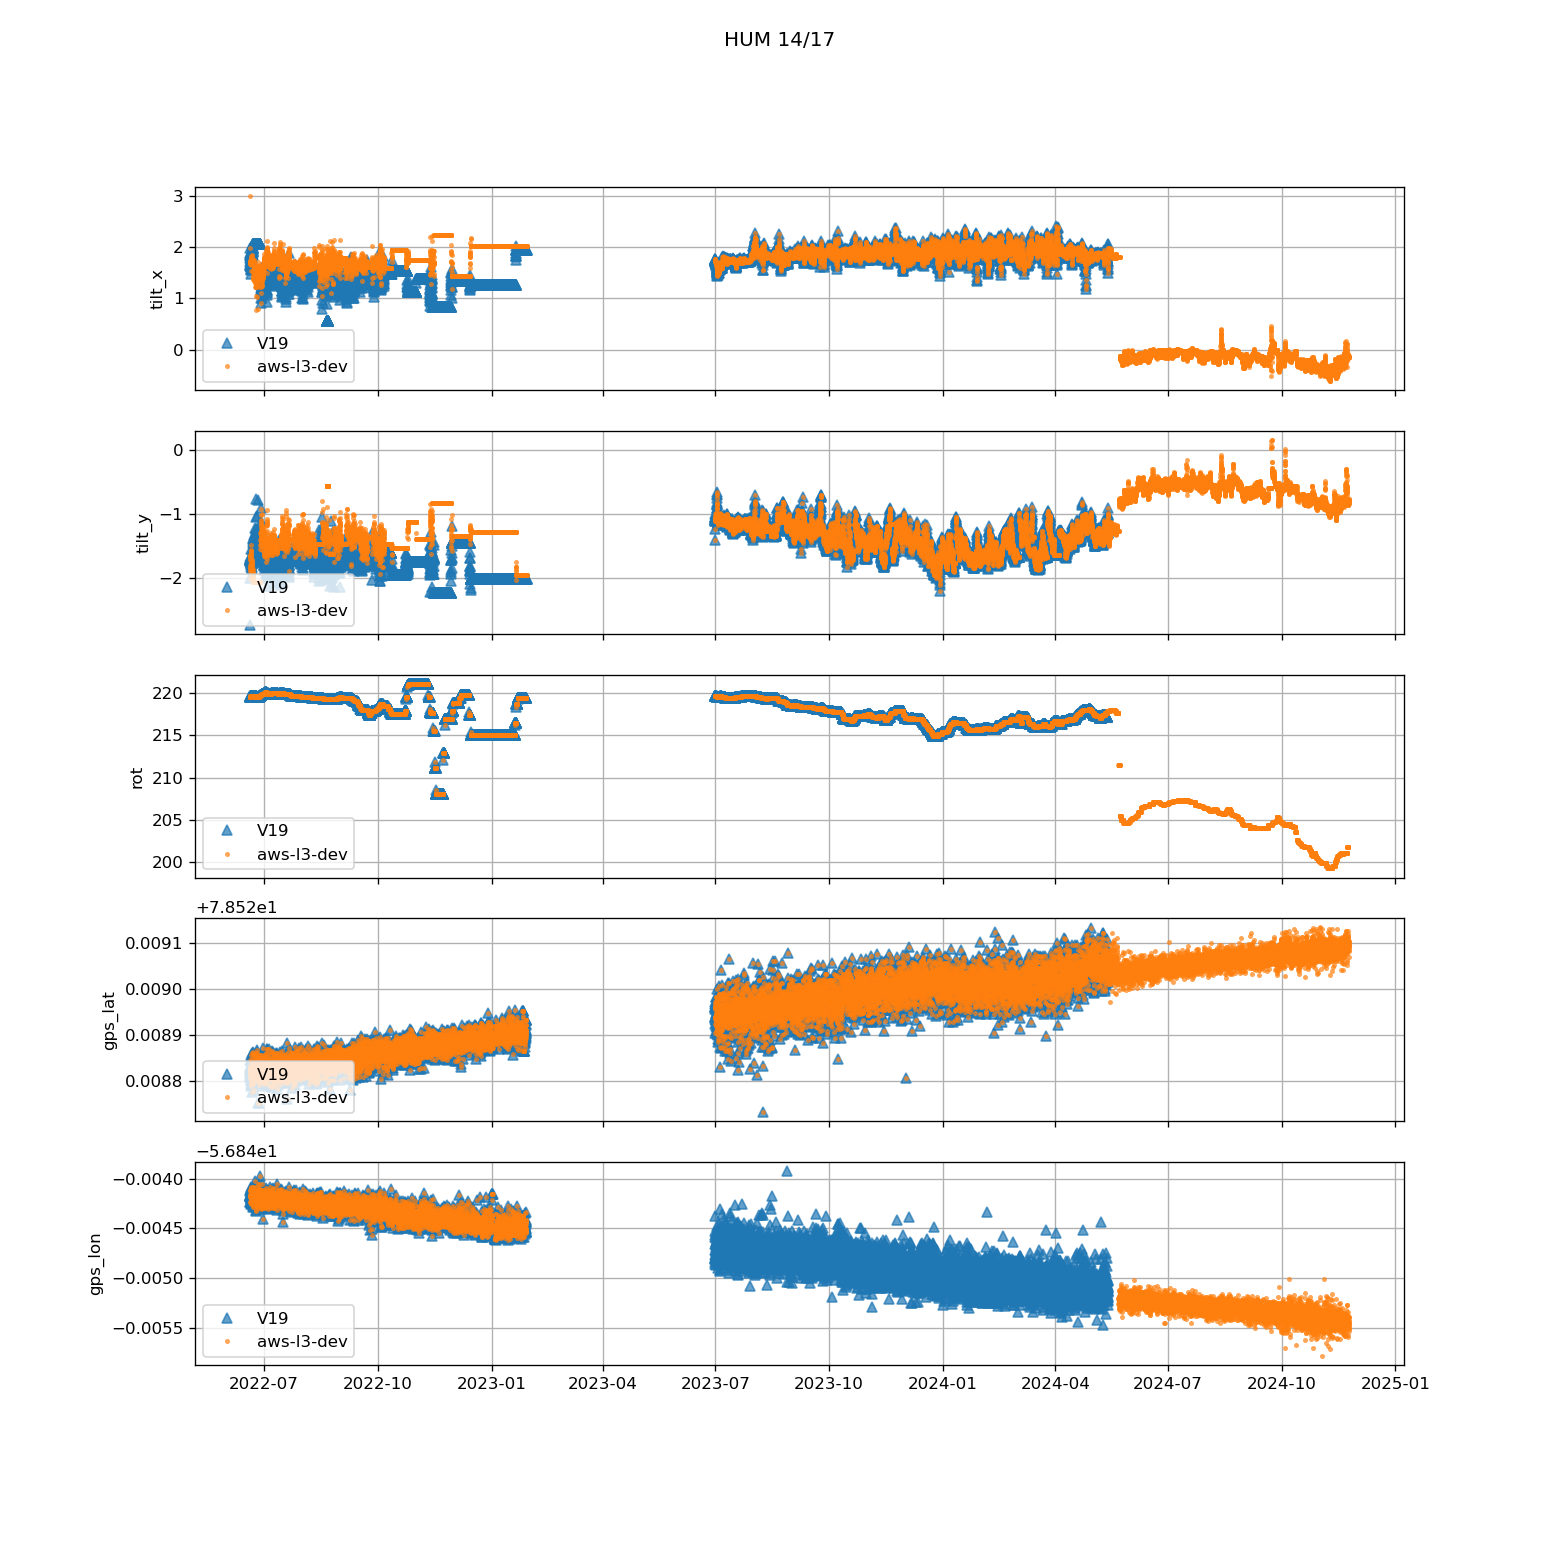 HUM 14/17
3
2
1
0
tilt_x
V19
aws-l3-dev
0
−1
−2
tilt_y
V19
aws-l3-dev
220
215
210
205
200
rot
V19
aws-l3-dev
+7.852e1
0.0091
0.0090
0.0089
0.0088
gps_lat
V19
aws-l3-dev
−5.684e1
−0.0040
−0.0045
−0.0050
−0.0055
gps_lon
V19
aws-l3-dev
2022-07 2022-10 2023-01 2023-04 2023-07 2023-10 2024-01 2024-04 2024-07 2024-10 2025-01